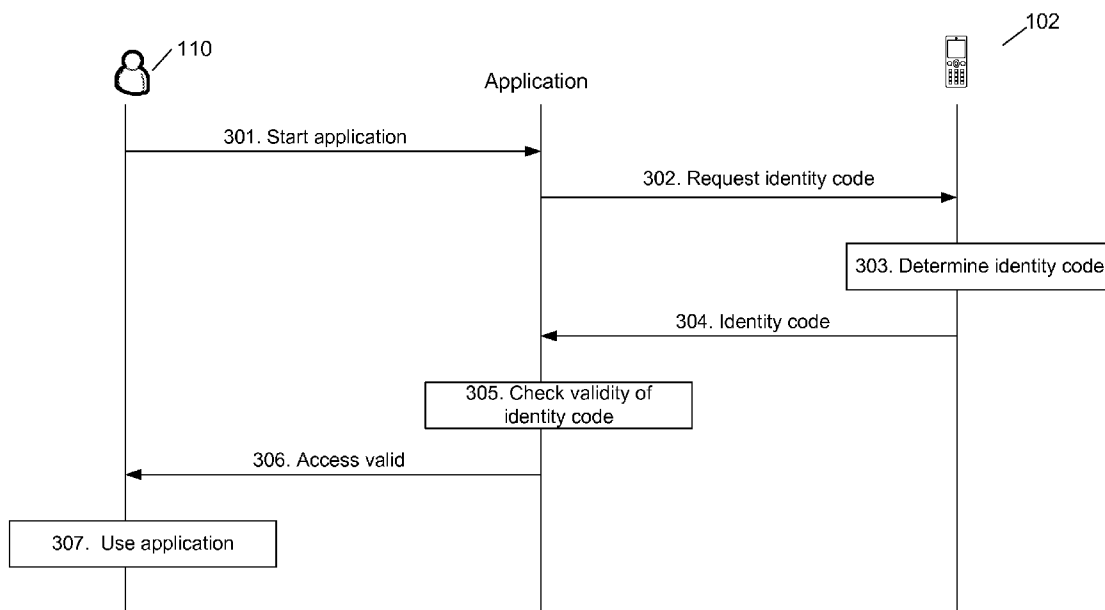 110
102
Application
301. Start application
302. Request identity code
303. Determine identity code
304. Identity code
305. Check validity of
identity code
306. Access valid
307. Use application